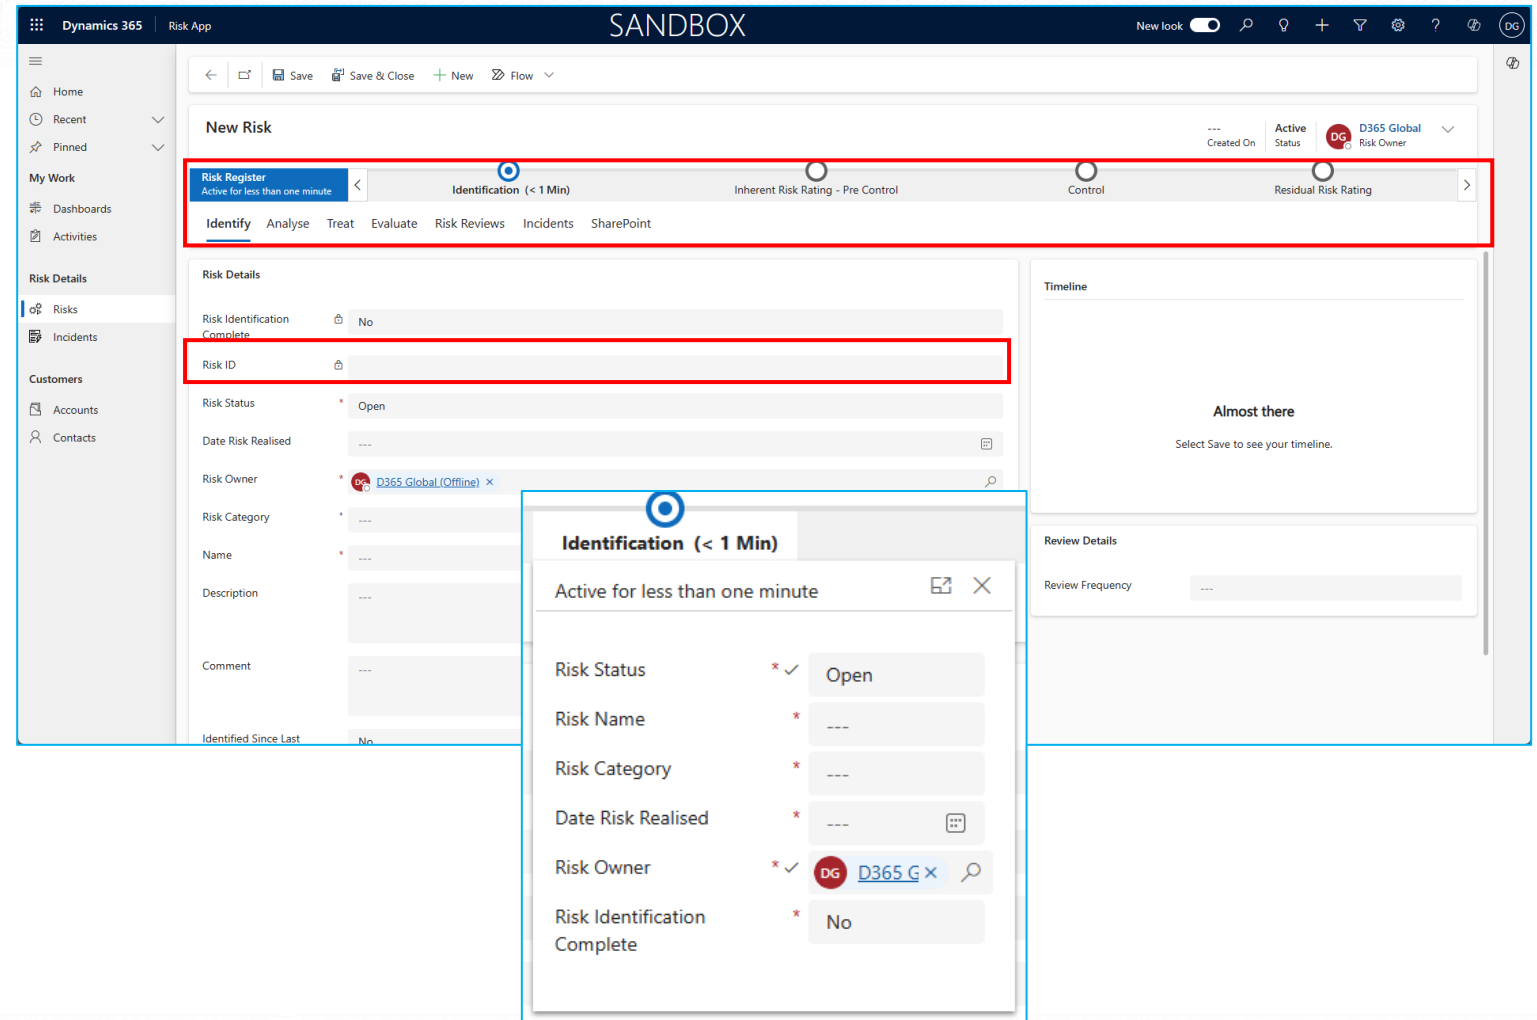 Dynamics 365
Risk App
SANDBOX
New look
DG
Home
Recent
Pinned
My Work
Dashboards
Activities
Risk Details
Risks
Incidents
Customers
Accounts
Contacts
Save
Save & Close
New
Flow
New Risk
---
Created On
Active
Status
DG
D365 Global
Risk Owner
Risk Register
Active for less than one minute
Identification (< 1 Min)
Inherent Risk Rating - Pre Control
Control
Residual Risk Rating
Identify
Analyse
Treat
Evaluate
Risk Reviews
Incidents
SharePoint
Risk Details
Risk Identification
Complete
No
Risk ID
Risk Status
*
Open
Date Risk Realised
---
Risk Owner
*
DG
D365 Global (Offline)
Risk Category
*
---
Name
*
---
Description
---
Comment
---
Identified Since Last
No
Timeline
Almost there
Select Save to see your timeline.
Review Details
Review Frequency
---
Identification (< 1 Min)
Active for less than one minute
Risk Status
*
Open
Risk Name
*
---
Risk Category
*
---
Date Risk Realised
*
---
Risk Owner
*
DG
D365 G
Risk Identification
Complete
*
No